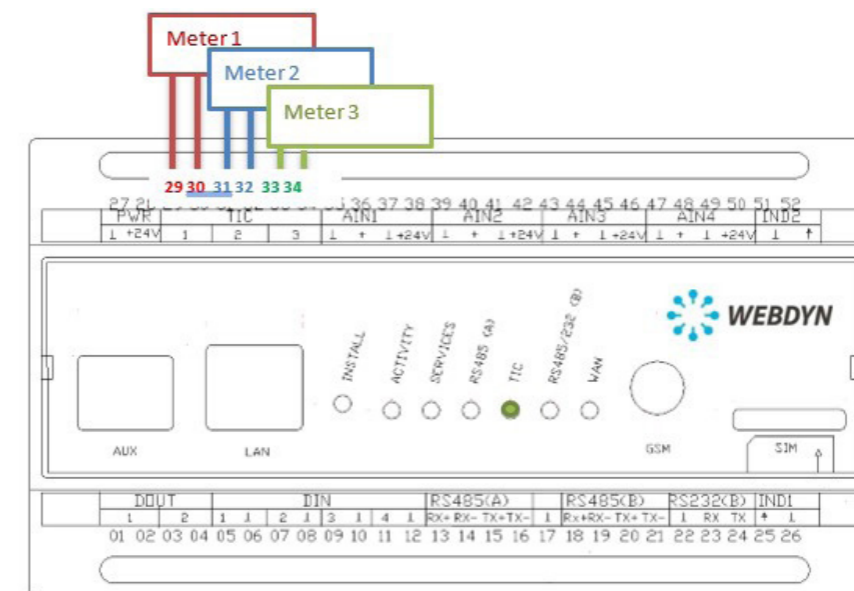 Meter 1
Meter 2
Meter 3
29 30 31 32 33 34
27 28 36 37 38 39 40 41 42 43 44 45 46 47 48 49 50 51 52
PWR TIC AIN1 AIN2 AIN3 AIN4 IND2
⊥ +24V 1 2 3 ⊥ + ⊥ +24V ⊥ + ⊥ +24V ⊥ + ⊥ +24V ⊥ + ⊥ +24V ⊥ ↑
WEBDYN
INSTALL ACTIVITY SERVICES RS485 (A) TIC RS485/232 (B) WAN
AUX LAN GSM SIM
DOUT DIN RS485(A) RS485(B) RS232(B) IND1
1 2 1 ⊥ 2 ⊥ 3 ⊥ 4 ⊥ RX+ RX- TX+ TX- ⊥ RX+ RX- TX+ TX- ⊥ RX TX ↑ ⊥
01 02 03 04 05 06 07 08 09 10 11 12 13 14 15 16 17 18 19 20 21 22 23 24 25 26